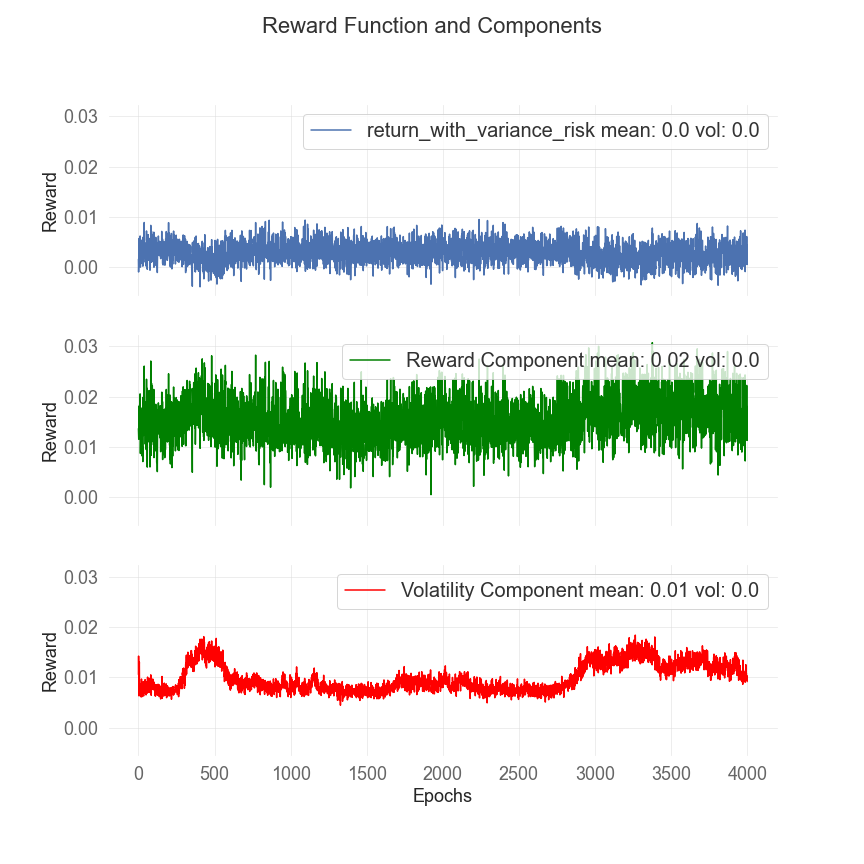 Reward Function and Components
0.03
return_with_variance_risk mean: 0.0 vol: 0.0
0.02
Reward
0.01
0.00
0.03
Reward Component mean: 0.02 vol: 0.0
0.02
Reward
0.01
0.00
0.03
Volatility Component mean: 0.01 vol: 0.0
0.02
Reward
0.01
0.00
0 500 1000 1500 2000 2500 3000 3500 4000
Epochs